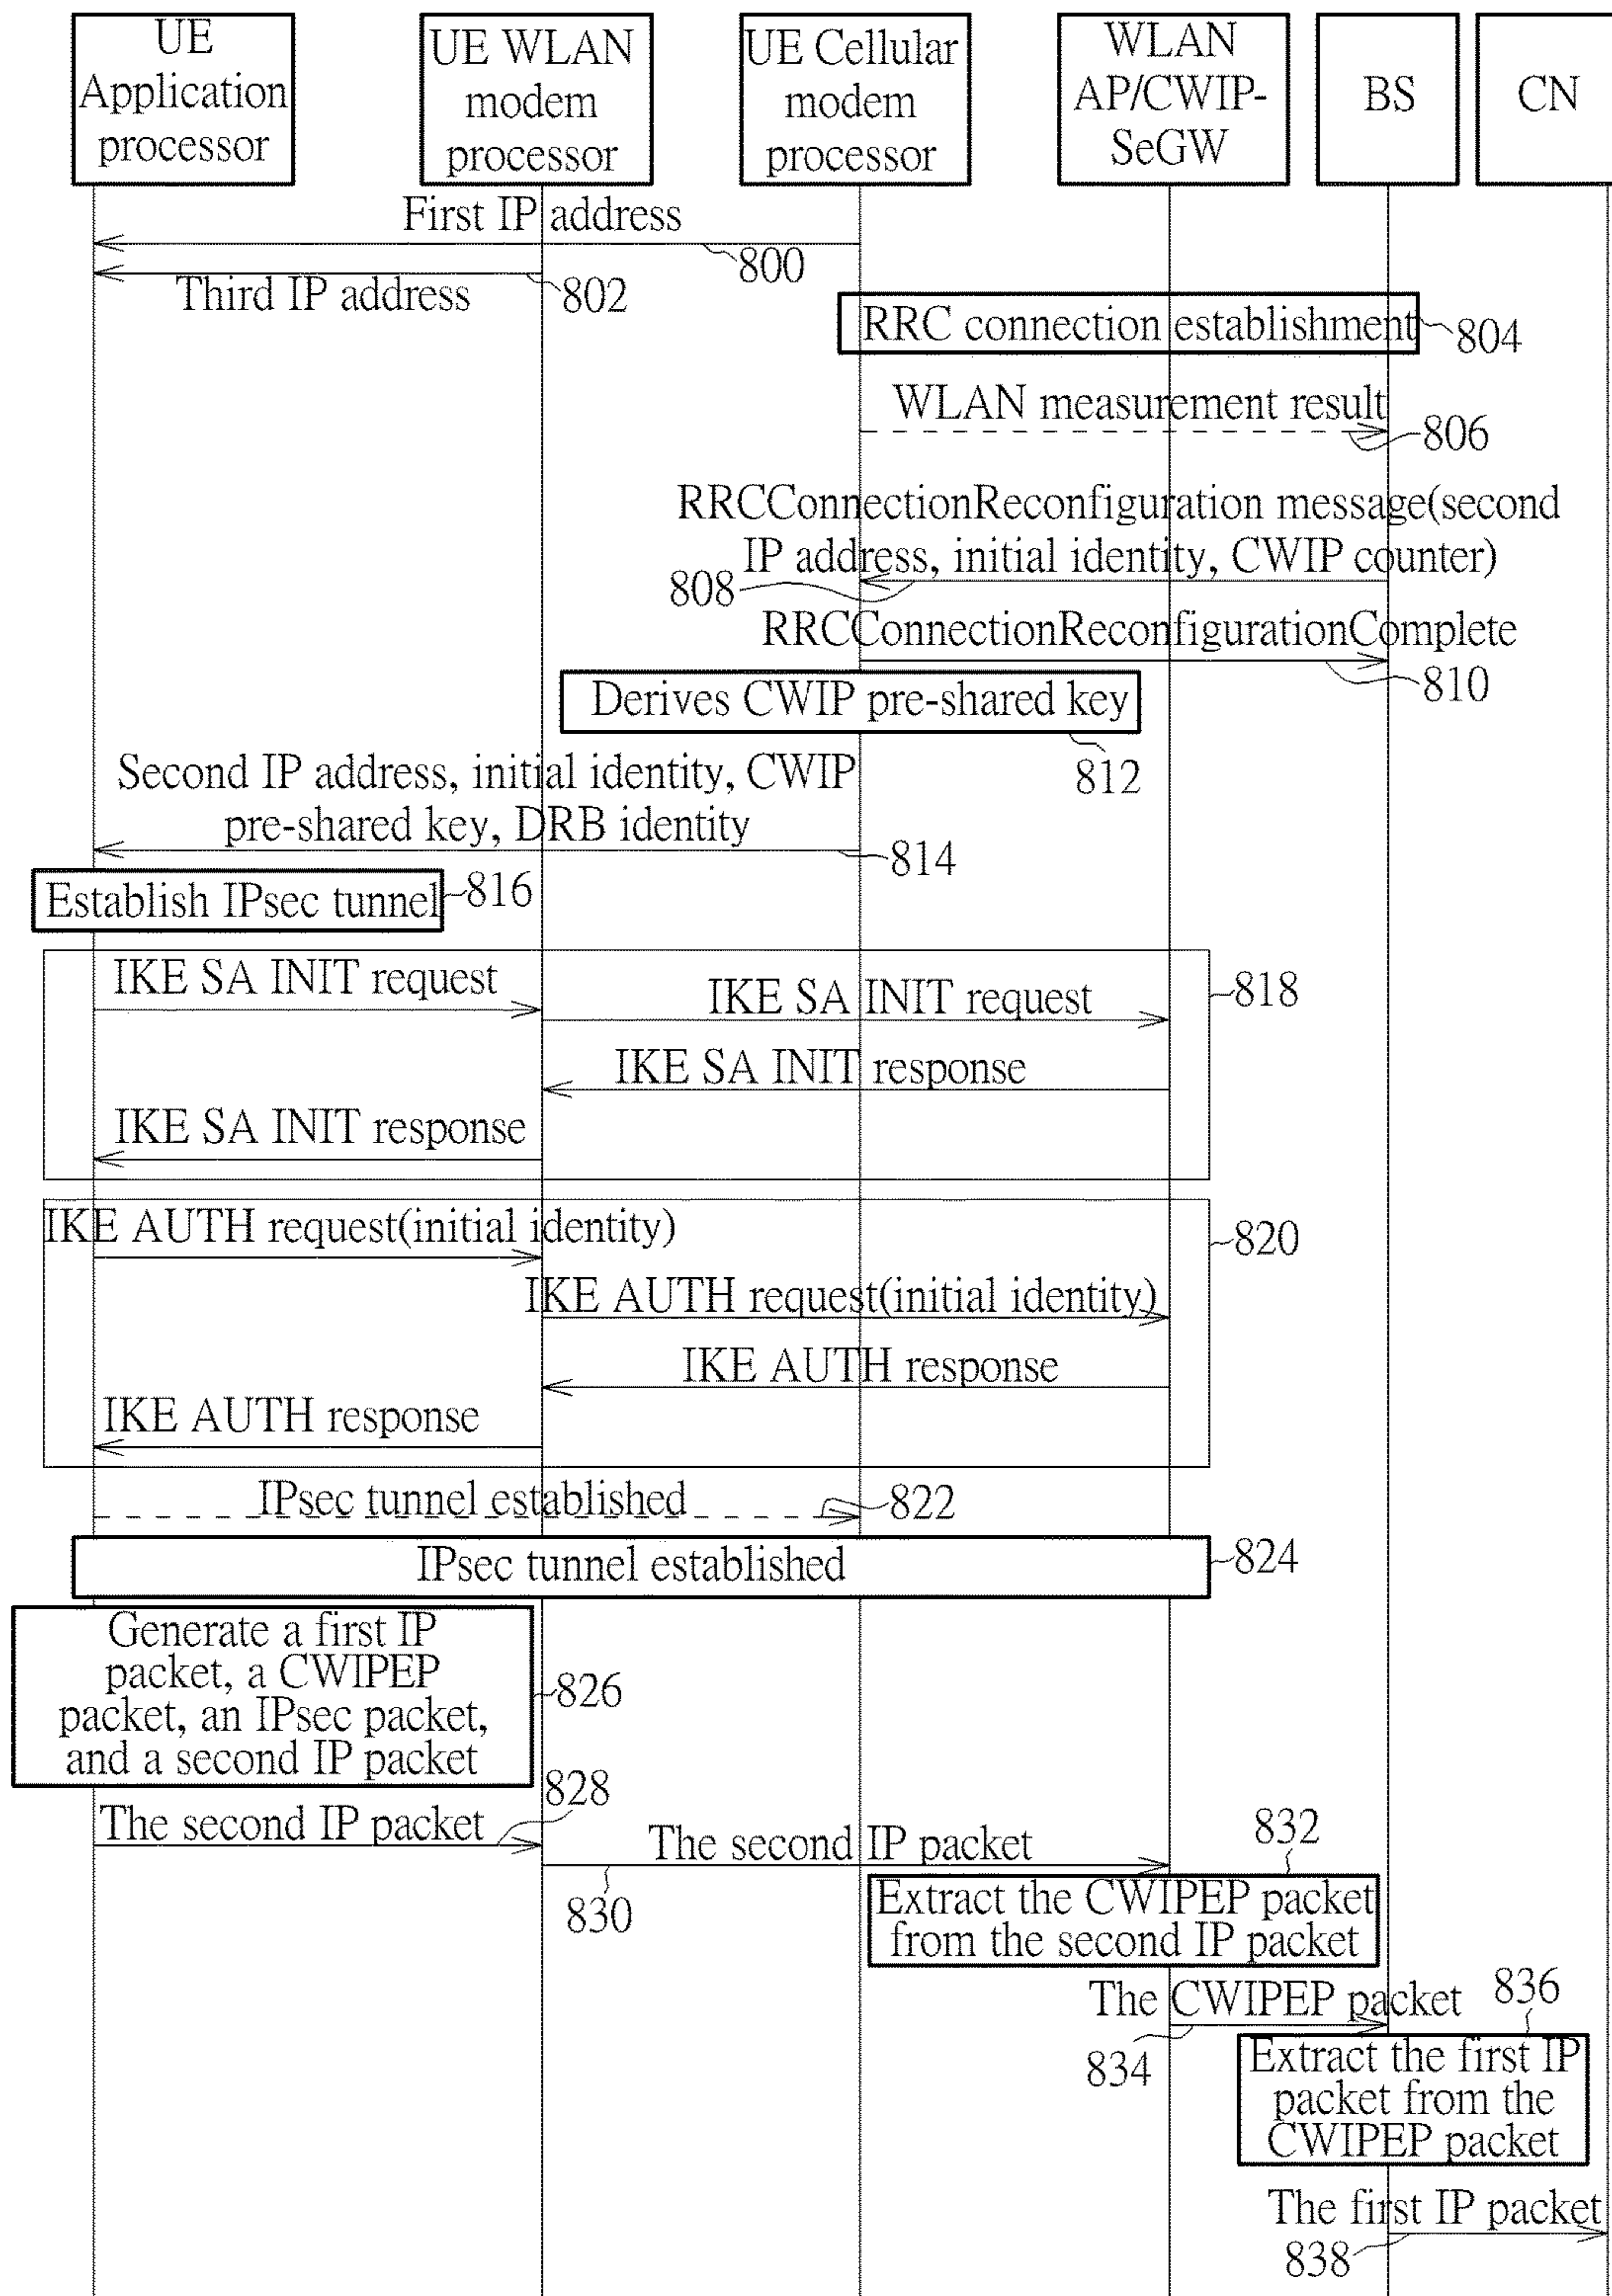 UE
Application
processor
UE WLAN
modem
processor
UE Cellular
modem
processor
WLAN
AP/CWIP-
SeGW
BS
CN
First IP address
800
Third IP address
802
RRC connection establishment
804
WLAN measurement result
806
RRCConnectionReconfiguration message(second
IP address, initial identity, CWIP counter)
808
RRCConnectionReconfigurationComplete
810
Derives CWIP pre-shared key
812
Second IP address, initial identity, CWIP
pre-shared key, DRB identity
814
Establish IPsec tunnel
816
IKE SA INIT request
IKE SA INIT request
818
IKE SA INIT response
IKE SA INIT response
IKE AUTH request(initial identity)
820
IKE AUTH request(initial identity)
IKE AUTH response
IKE AUTH response
IPsec tunnel established
822
IPsec tunnel established
824
Generate a first IP
packet, a CWIPEP
packet, an IPsec packet,
and a second IP packet
826
828
The second IP packet
The second IP packet
830
832
Extract the CWIPEP packet
from the second IP packet
The CWIPEP packet
834
836
Extract the first IP
packet from the
CWIPEP packet
The first IP packet
838